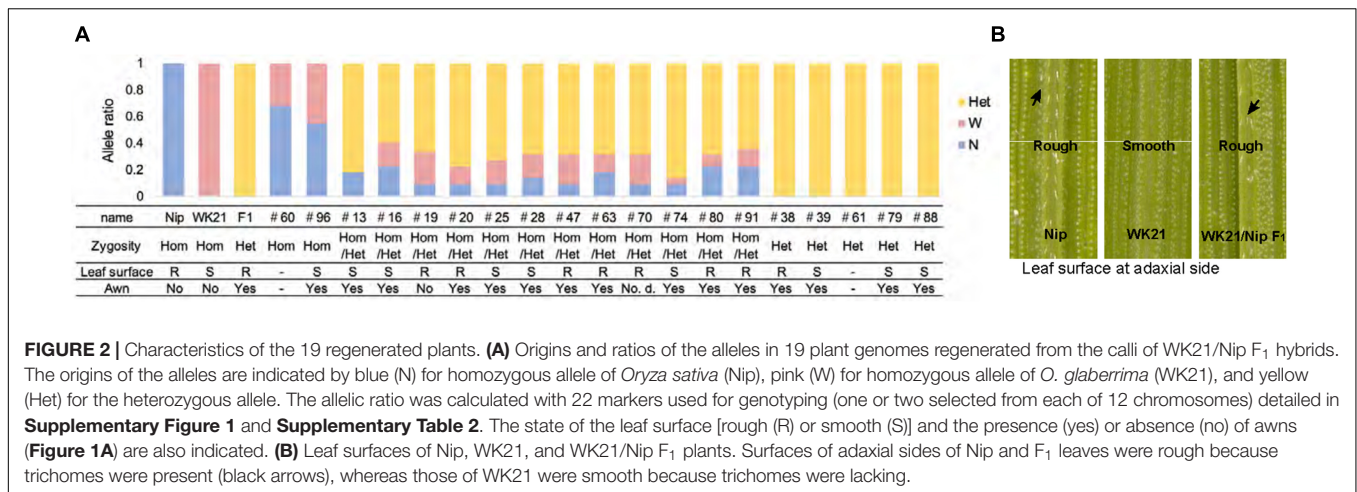 A
B
1
0.8
0.6
0.4
0.2
0
Allele ratio
Het
W
N
name Nip WK21 F1 # 60 # 96 # 13 # 16 # 19 # 20 # 25 # 28 # 47 # 63 # 70 # 74 # 80 # 91 # 38 # 39 # 61 # 79 # 88
Zygosity Hom Hom Het Hom Hom Hom /Het Hom /Het Hom /Het Hom /Het Hom /Het Hom /Het Hom /Het Hom /Het Hom /Het Hom /Het Hom /Het Hom /Het Het Het Het Het Het
Leaf surface R S R - S S S R R S S R R R S R R R S - S S
Awn No No Yes - Yes Yes Yes No Yes Yes Yes Yes Yes No. d. Yes Yes Yes Yes Yes - Yes Yes
Rough Smooth Rough
Nip WK21 WK21/Nip F₁
Leaf surface at adaxial side
FIGURE 2 | Characteristics of the 19 regenerated plants. (A) Origins and ratios of the alleles in 19 plant genomes regenerated from the calli of WK21/Nip F₁ hybrids.
The origins of the alleles are indicated by blue (N) for homozygous allele of Oryza sativa (Nip), pink (W) for homozygous allele of O. glaberrima (WK21), and yellow
(Het) for the heterozygous allele. The allelic ratio was calculated with 22 markers used for genotyping (one or two selected from each of 12 chromosomes) detailed in
Supplementary Figure 1 and Supplementary Table 2. The state of the leaf surface [rough (R) or smooth (S)] and the presence (yes) or absence (no) of awns
(Figure 1A) are also indicated. (B) Leaf surfaces of Nip, WK21, and WK21/Nip F₁ plants. Surfaces of adaxial sides of Nip and F₁ leaves were rough because
trichomes were present (black arrows), whereas those of WK21 were smooth because trichomes were lacking.